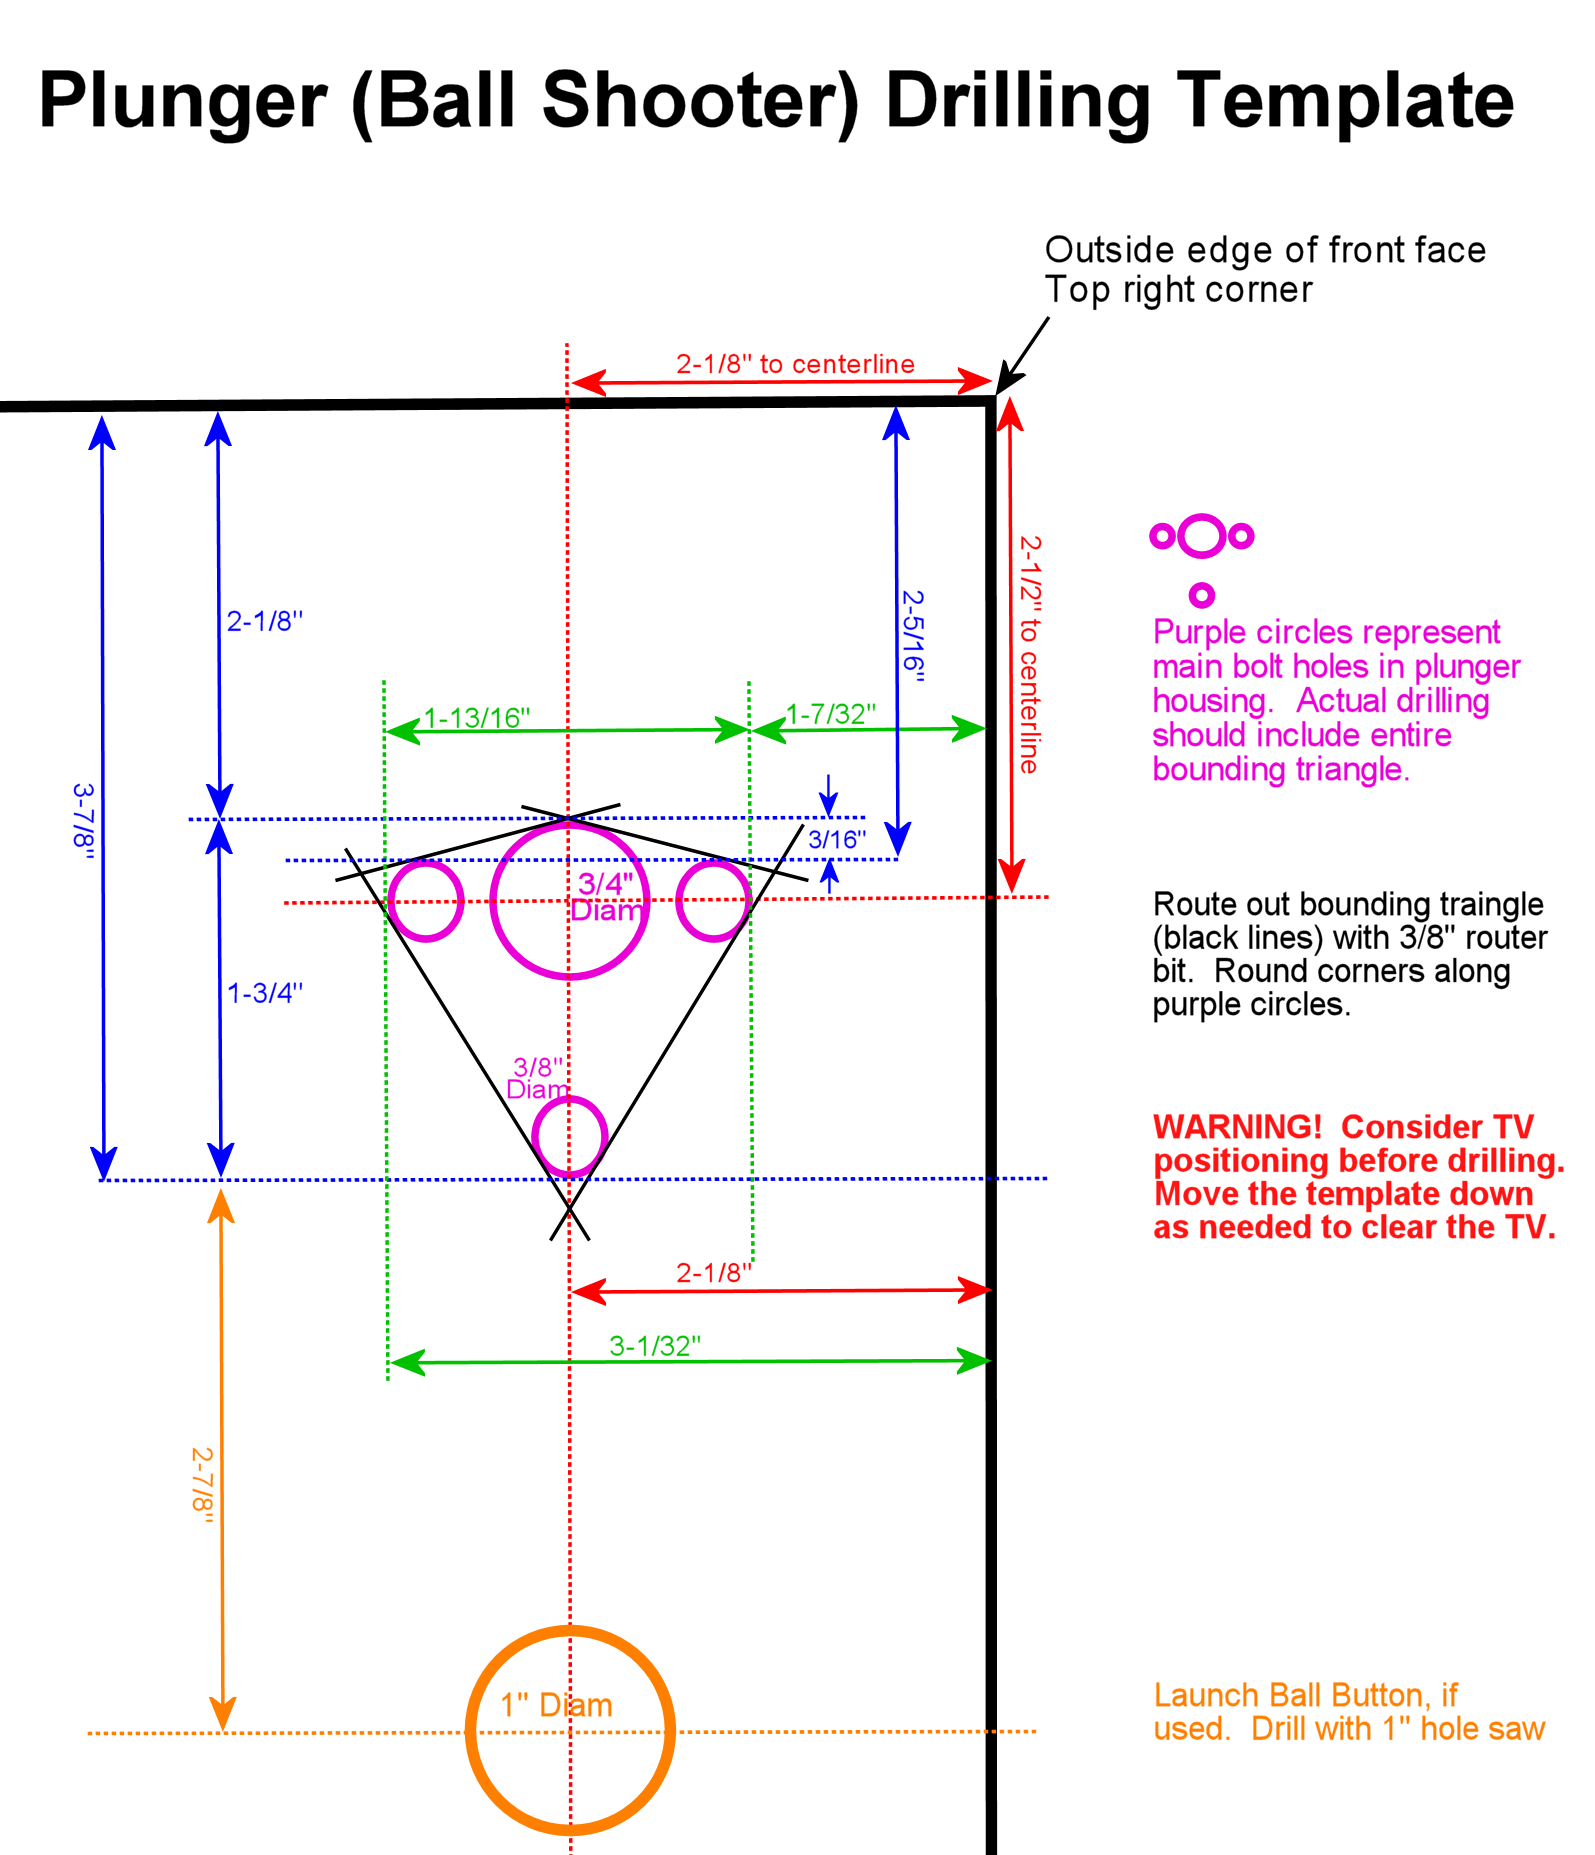 Plunger (Ball Shooter) Drilling Template
Outside edge of front face
Top right corner
2-1/8" to centerline
2-1/8"
2-5/16"
2-1/2" to centerline
1-13/16"
1-7/32"
3-7/8"
3/16"
3/4"
Diam
1-3/4"
3/8"
Diam
2-1/8"
3-1/32"
2-7/8"
1" Diam
Purple circles represent
main bolt holes in plunger
housing.  Actual drilling
should include entire
bounding triangle.
Route out bounding traingle
(black lines) with 3/8" router
bit.  Round corners along
purple circles.
WARNING!  Consider TV
positioning before drilling.
Move the template down
as needed to clear the TV.
Launch Ball Button, if
used.  Drill with 1" hole saw